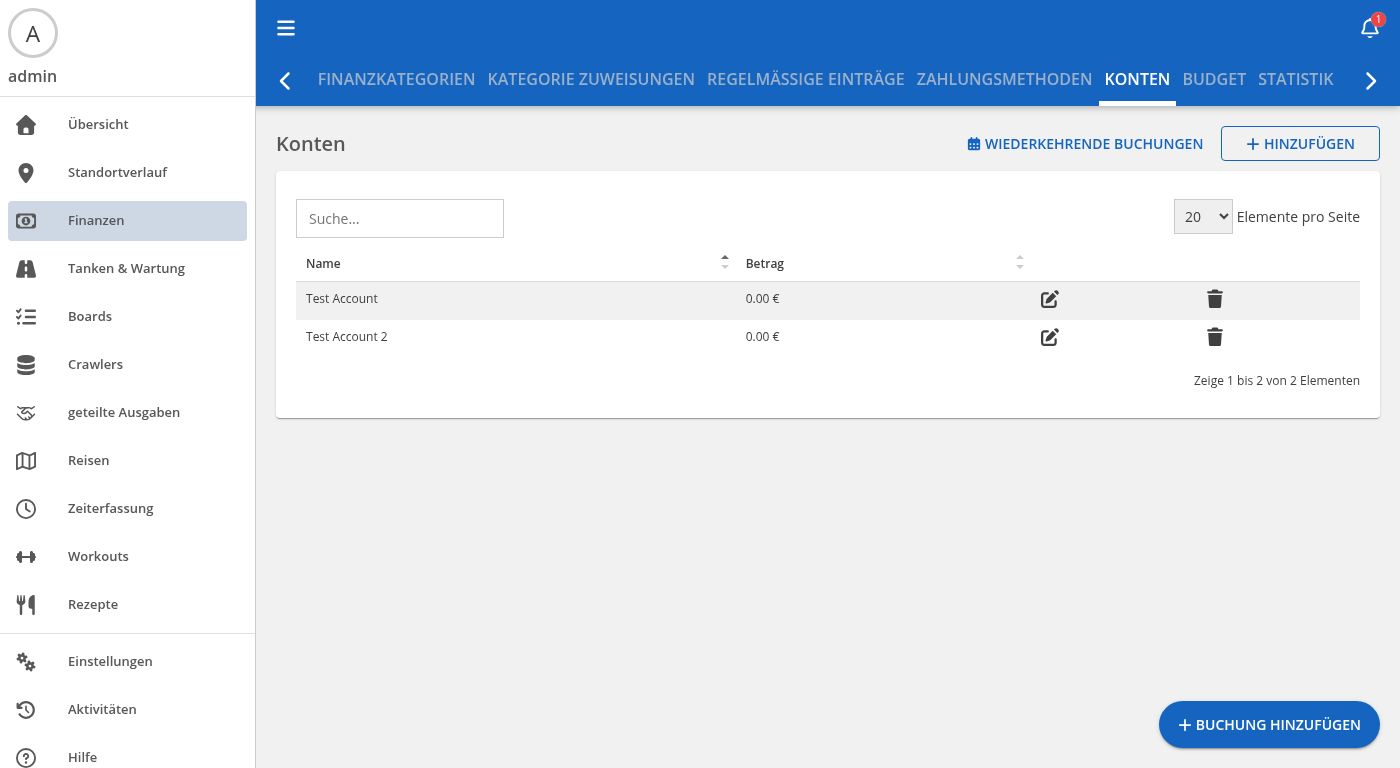 A
admin
Übersicht
Standortverlauf
Finanzen
Tanken & Wartung
Boards
Crawlers
geteilte Ausgaben
Reisen
Zeiterfassung
Workouts
Rezepte
Einstellungen
Aktivitäten
Hilfe
1
FINANZKATEGORIEN KATEGORIE ZUWEISUNGEN REGELMÄSSIGE EINTRÄGE ZAHLUNGSMETHODEN KONTEN BUDGET STATISTIK
Konten WIEDERKEHRENDE BUCHUNGEN HINZUFÜGEN
Suche... 20 Elemente pro Seite
Name Betrag
Test Account 0.00 €
Test Account 2 0.00 €
Zeige 1 bis 2 von 2 Elementen
BUCHUNG HINZUFÜGEN